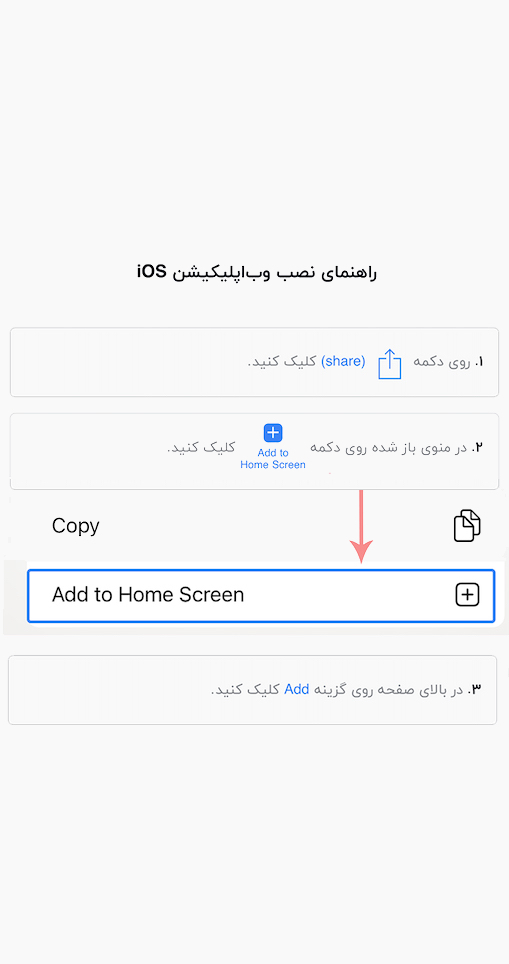 راهنمای نصب وب‌اپلیکیشن iOS
۱. روی دکمه (share) کلیک کنید.
۲. در منوی باز شده روی دکمه Add to Home Screen کلیک کنید.
Copy
Add to Home Screen
۳. در بالای صفحه روی گزینه Add کلیک کنید.